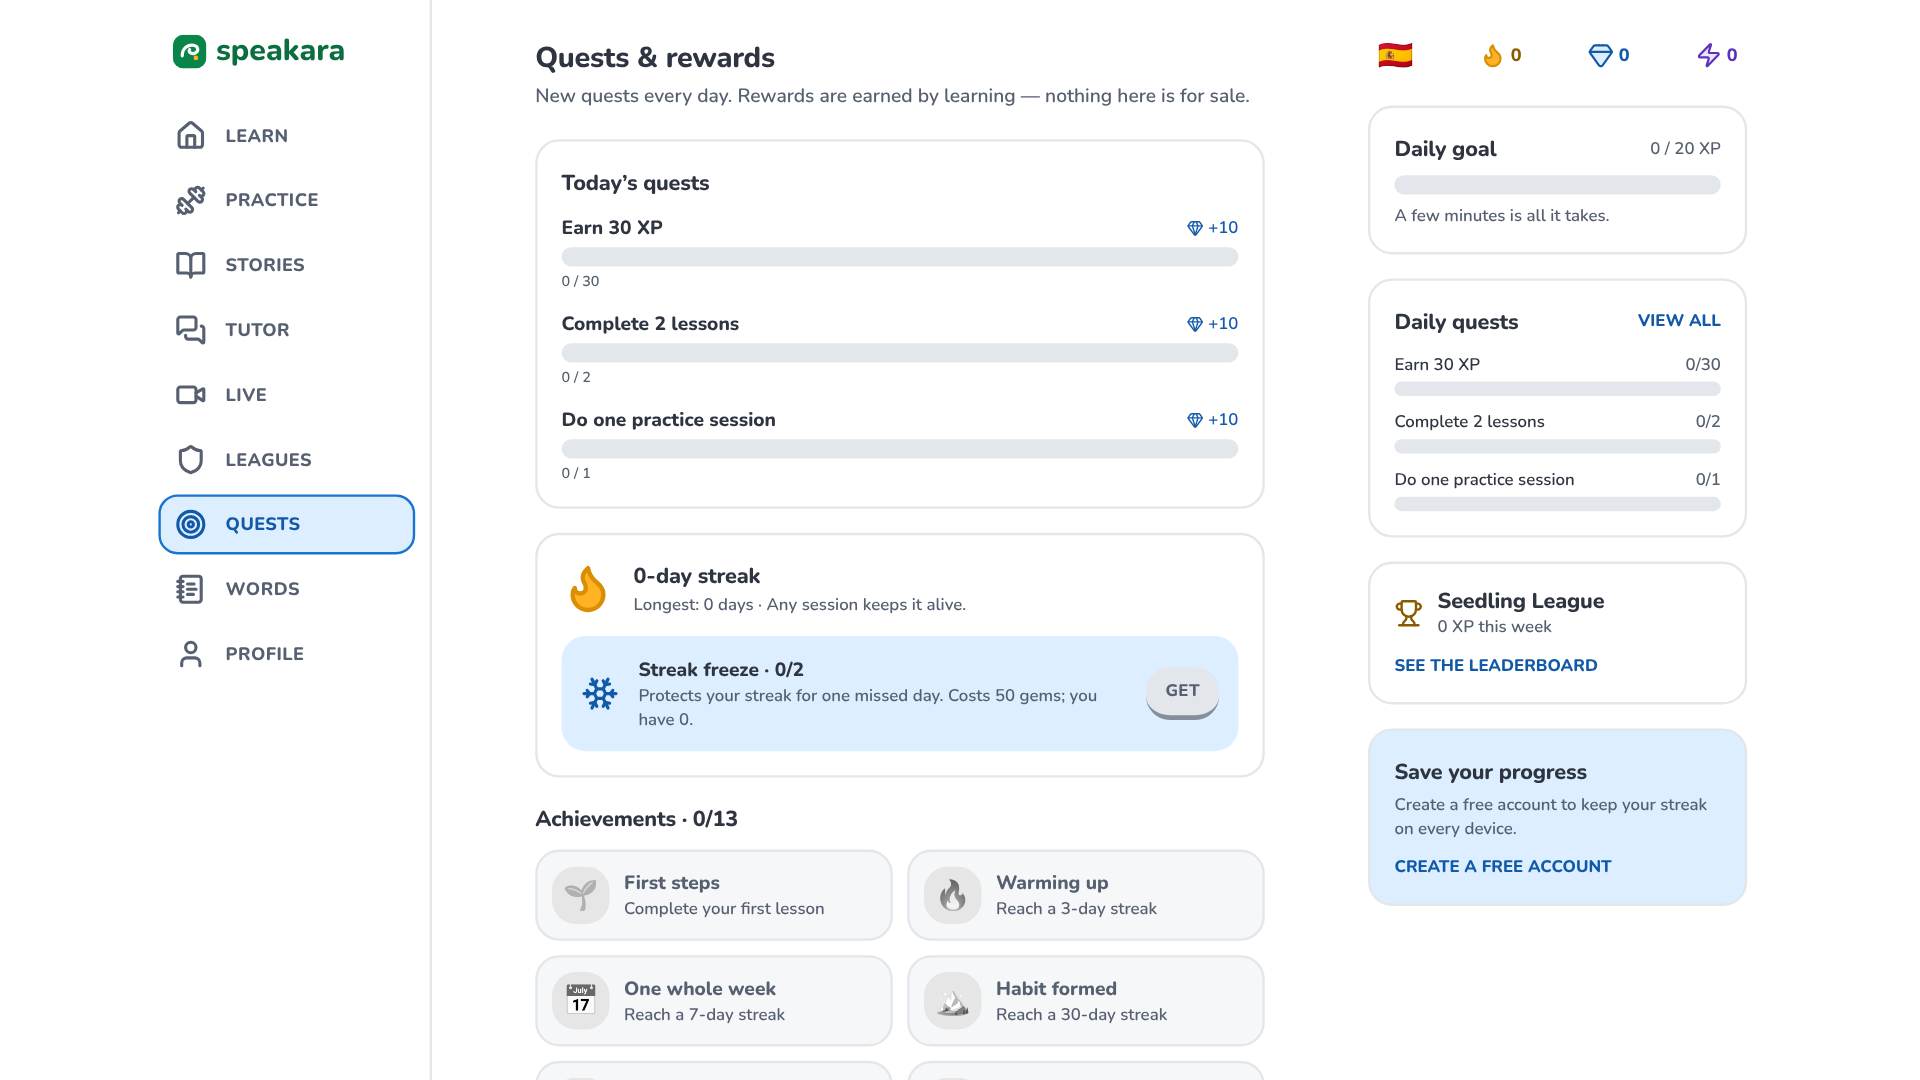 speakara
LEARN
PRACTICE
STORIES
TUTOR
LIVE
LEAGUES
QUESTS
WORDS
PROFILE
Quests & rewards
New quests every day. Rewards are earned by learning — nothing here is for sale.
Today’s quests
Earn 30 XP
+10
0 / 30
Complete 2 lessons
+10
0 / 2
Do one practice session
+10
0 / 1
0-day streak
Longest: 0 days · Any session keeps it alive.
Streak freeze · 0/2
Protects your streak for one missed day. Costs 50 gems; you
have 0.
GET
Achievements · 0/13
First steps
Complete your first lesson
Warming up
Reach a 3-day streak
July
17
One whole week
Reach a 7-day streak
Habit formed
Reach a 30-day streak
0
0
0
Daily goal
0 / 20 XP
A few minutes is all it takes.
Daily quests
VIEW ALL
Earn 30 XP
0/30
Complete 2 lessons
0/2
Do one practice session
0/1
Seedling League
0 XP this week
SEE THE LEADERBOARD
Save your progress
Create a free account to keep your streak
on every device.
CREATE A FREE ACCOUNT